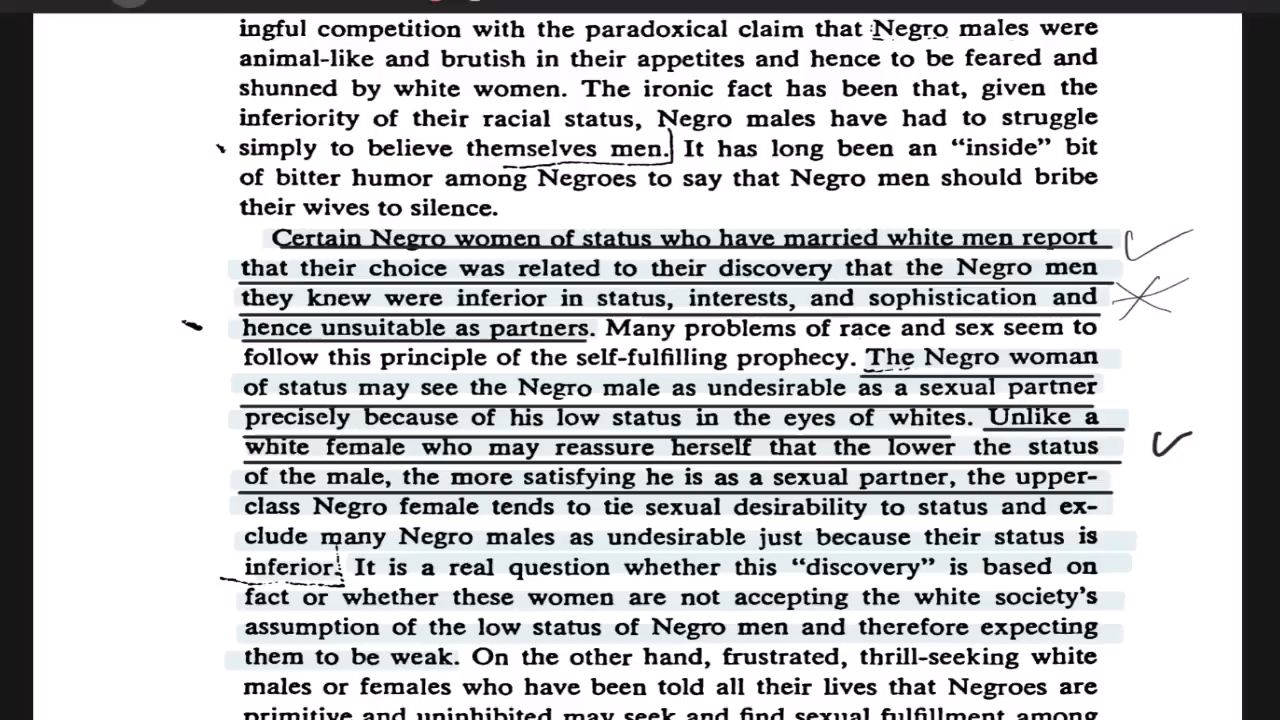 ingful competition with the paradoxical claim that Negro males were
animal-like and brutish in their appetites and hence to be feared and
shunned by white women. The ironic fact has been that, given the
inferiority of their racial status, Negro males have had to struggle
simply to believe themselves men. It has long been an “inside” bit
of bitter humor among Negroes to say that Negro men should bribe
their wives to silence.
Certain Negro women of status who have married white men report
that their choice was related to their discovery that the Negro men
they knew were inferior in status, interests, and sophistication and
hence unsuitable as partners. Many problems of race and sex seem to
follow this principle of the self-fulfilling prophecy. The Negro woman
of status may see the Negro male as undesirable as a sexual partner
precisely because of his low status in the eyes of whites. Unlike a
white female who may reassure herself that the lower the status
of the male, the more satisfying he is as a sexual partner, the upper-
class Negro female tends to tie sexual desirability to status and ex-
clude many Negro males as undesirable just because their status is
inferior. It is a real question whether this “discovery” is based on
fact or whether these women are not accepting the white society’s
assumption of the low status of Negro men and therefore expecting
them to be weak. On the other hand, frustrated, thrill-seeking white
males or females who have been told all their lives that Negroes are
primitive and uninhibited may seek and find sexual fulfillment among